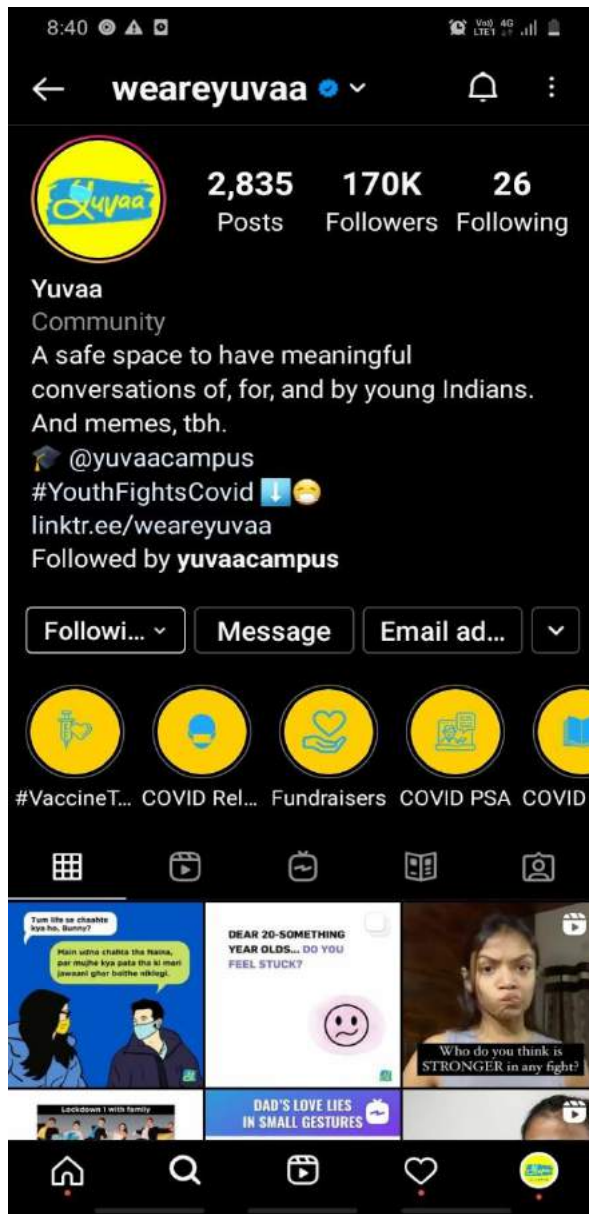 8:40
Vo)) 4G
LTE1
weareyuvaa
Yuvaa
2,835 170K 26
Posts Followers Following
Yuvaa
Community
A safe space to have meaningful
conversations of, for, and by young Indians.
And memes, tbh.
🎓 @yuvaacampus
#YouthFightsCovid ⬇️😷
linktr.ee/weareyuvaa
Followed by yuvaacampus
Followi... Message Email ad...
#VaccineT... COVID Rel... Fundraisers COVID PSA COVID
Tum life se chaahte
kya ho, Bunny?
Main udna chahta tha Naina,
par mujhe kya pata tha ki meri
jawaani ghar baithe niklegi.
DEAR 20-SOMETHING
YEAR OLDS... DO YOU
FEEL STUCK?
Who do you think is
STRONGER in any fight?
Lockdown 1 with family
DAD'S LOVE LIES
IN SMALL GESTURES